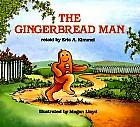 THE
GINGERBREAD MAN
retold by Eric A. Kimmel
Illustrated by Megan Lloyd